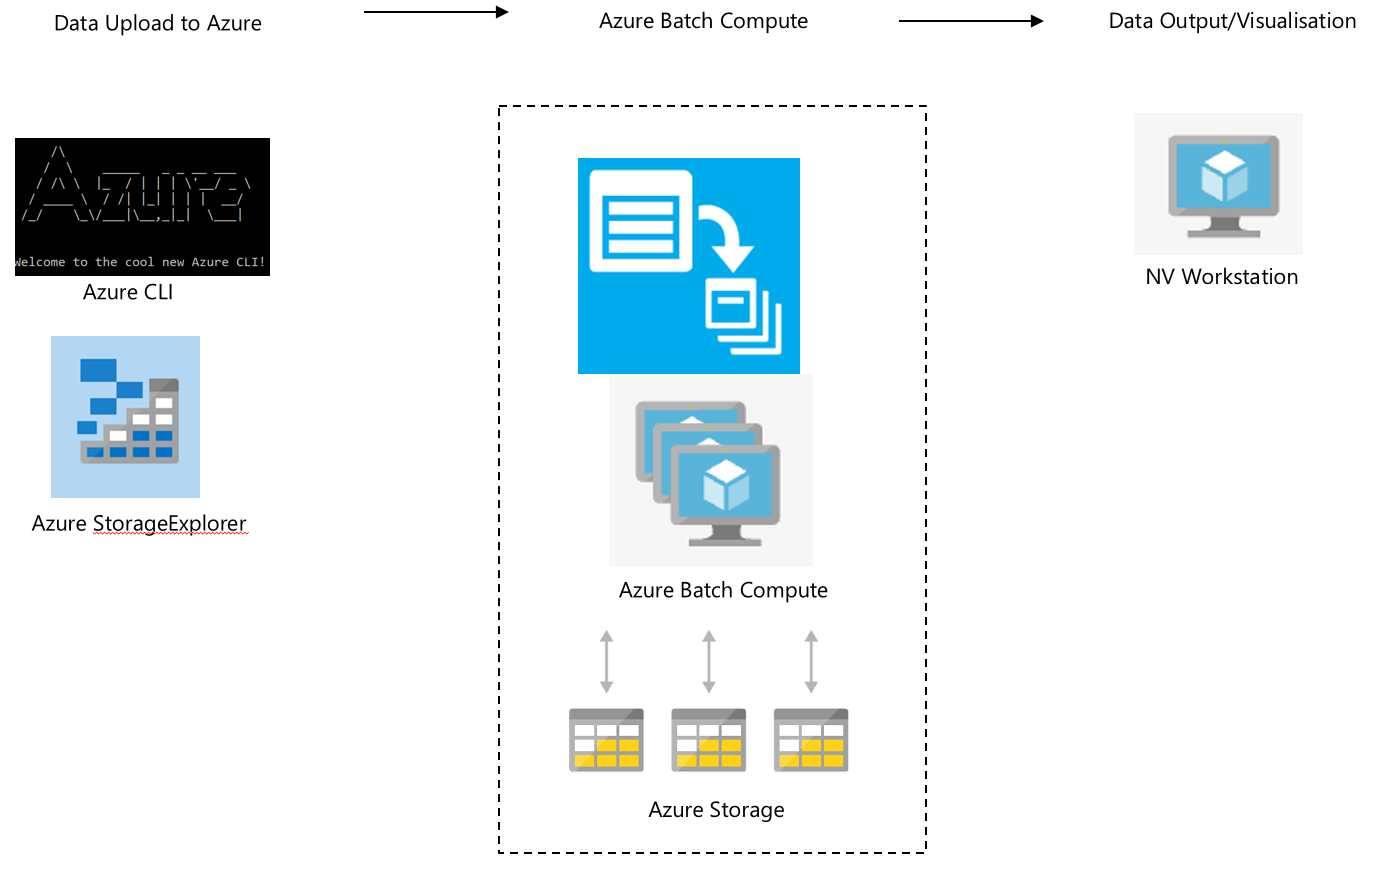 Data Upload to Azure
Azure Batch Compute
Data Output/Visualisation
Azure
Welcome to the cool new Azure CLI!
Azure CLI
Azure StorageExplorer
Azure Batch Compute
Azure Storage
NV Workstation